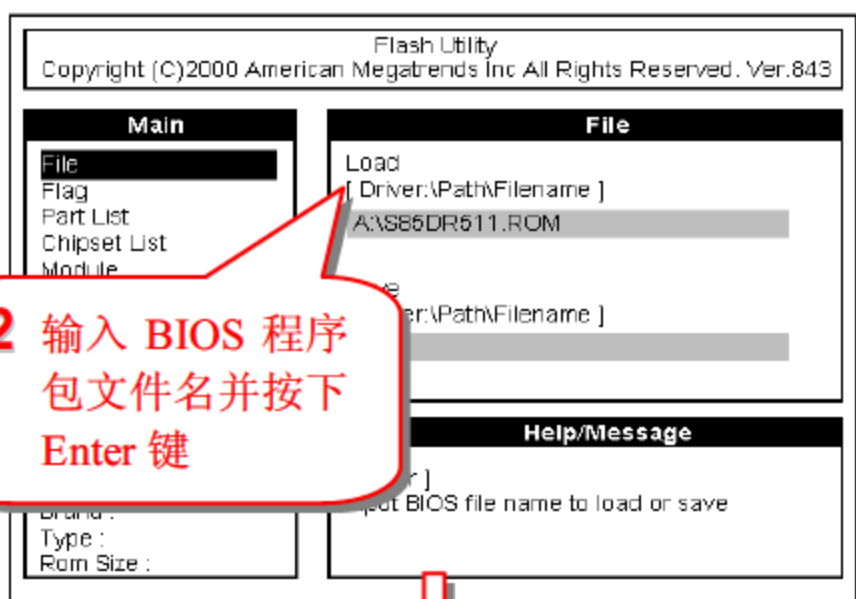 Flash Utility
Copyright (C)2000 American Megatrends Inc All Rights Reserved. Ver.843
Main
File
Flag
Part List
Chipset List
Module
File
Load
[ Driver:\Path\Filename ]
A:\S85DR511.ROM
\Path\Filename ]
2 输入 BIOS 程序
包文件名并按下
Enter 键
Help/Message
]
BIOS file name to load or save
Brand :
Type :
Rom Size :